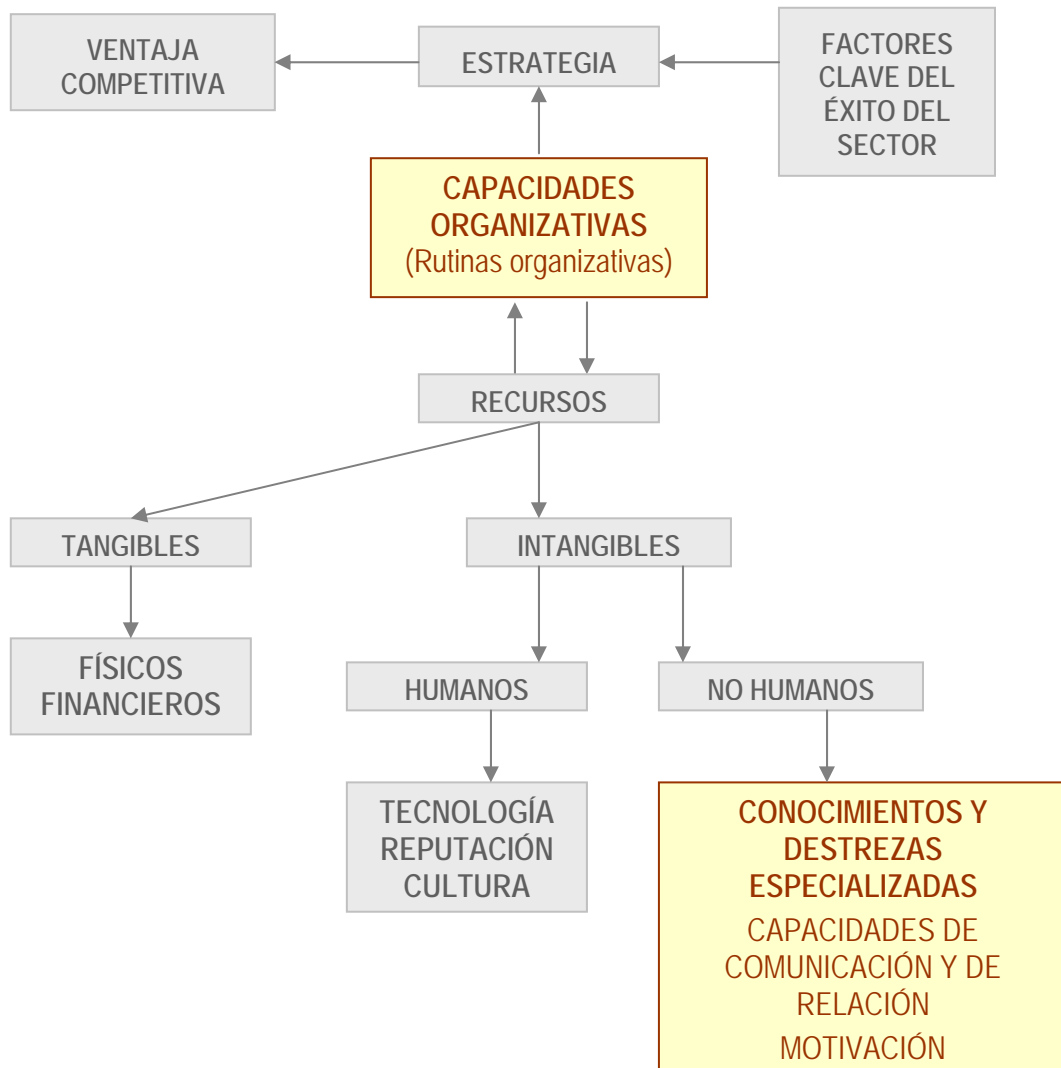 VENTAJA
COMPETITIVA
ESTRATEGIA
FACTORES
CLAVE DEL
ÉXITO DEL
SECTOR
CAPACIDADES
ORGANIZATIVAS
(Rutinas organizativas)
RECURSOS
TANGIBLES
INTANGIBLES
FÍSICOS
FINANCIEROS
HUMANOS
NO HUMANOS
TECNOLOGÍA
REPUTACIÓN
CULTURA
CONOCIMIENTOS Y
DESTREZAS
ESPECIALIZADAS
CAPACIDADES DE
COMUNICACIÓN Y DE
RELACIÓN
MOTIVACIÓN